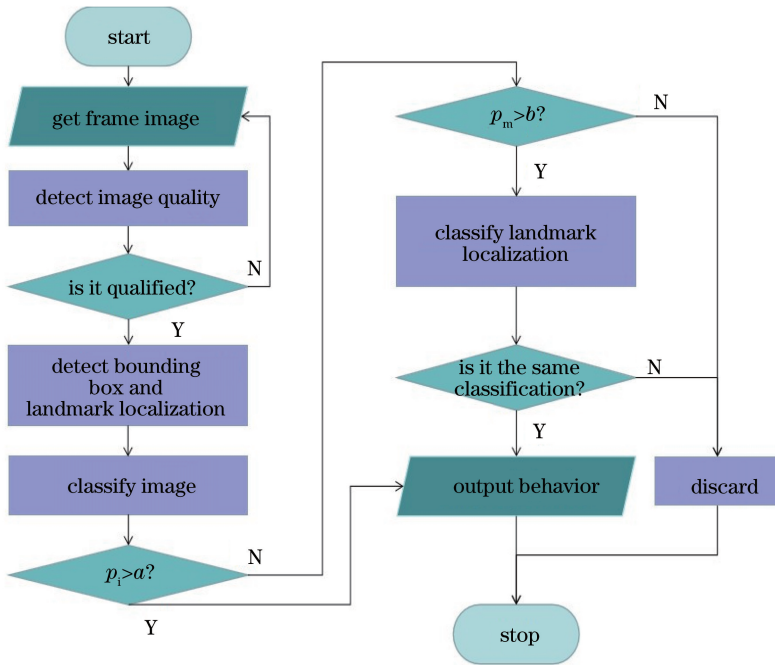 start
get frame image
detect image quality
is it qualified?
N
Y
detect bounding
box and
landmark localization
classify image
pi>a?
N
Y
pm>b?
N
Y
classify landmark
localization
is it the same
classification?
N
Y
output behavior
discard
stop